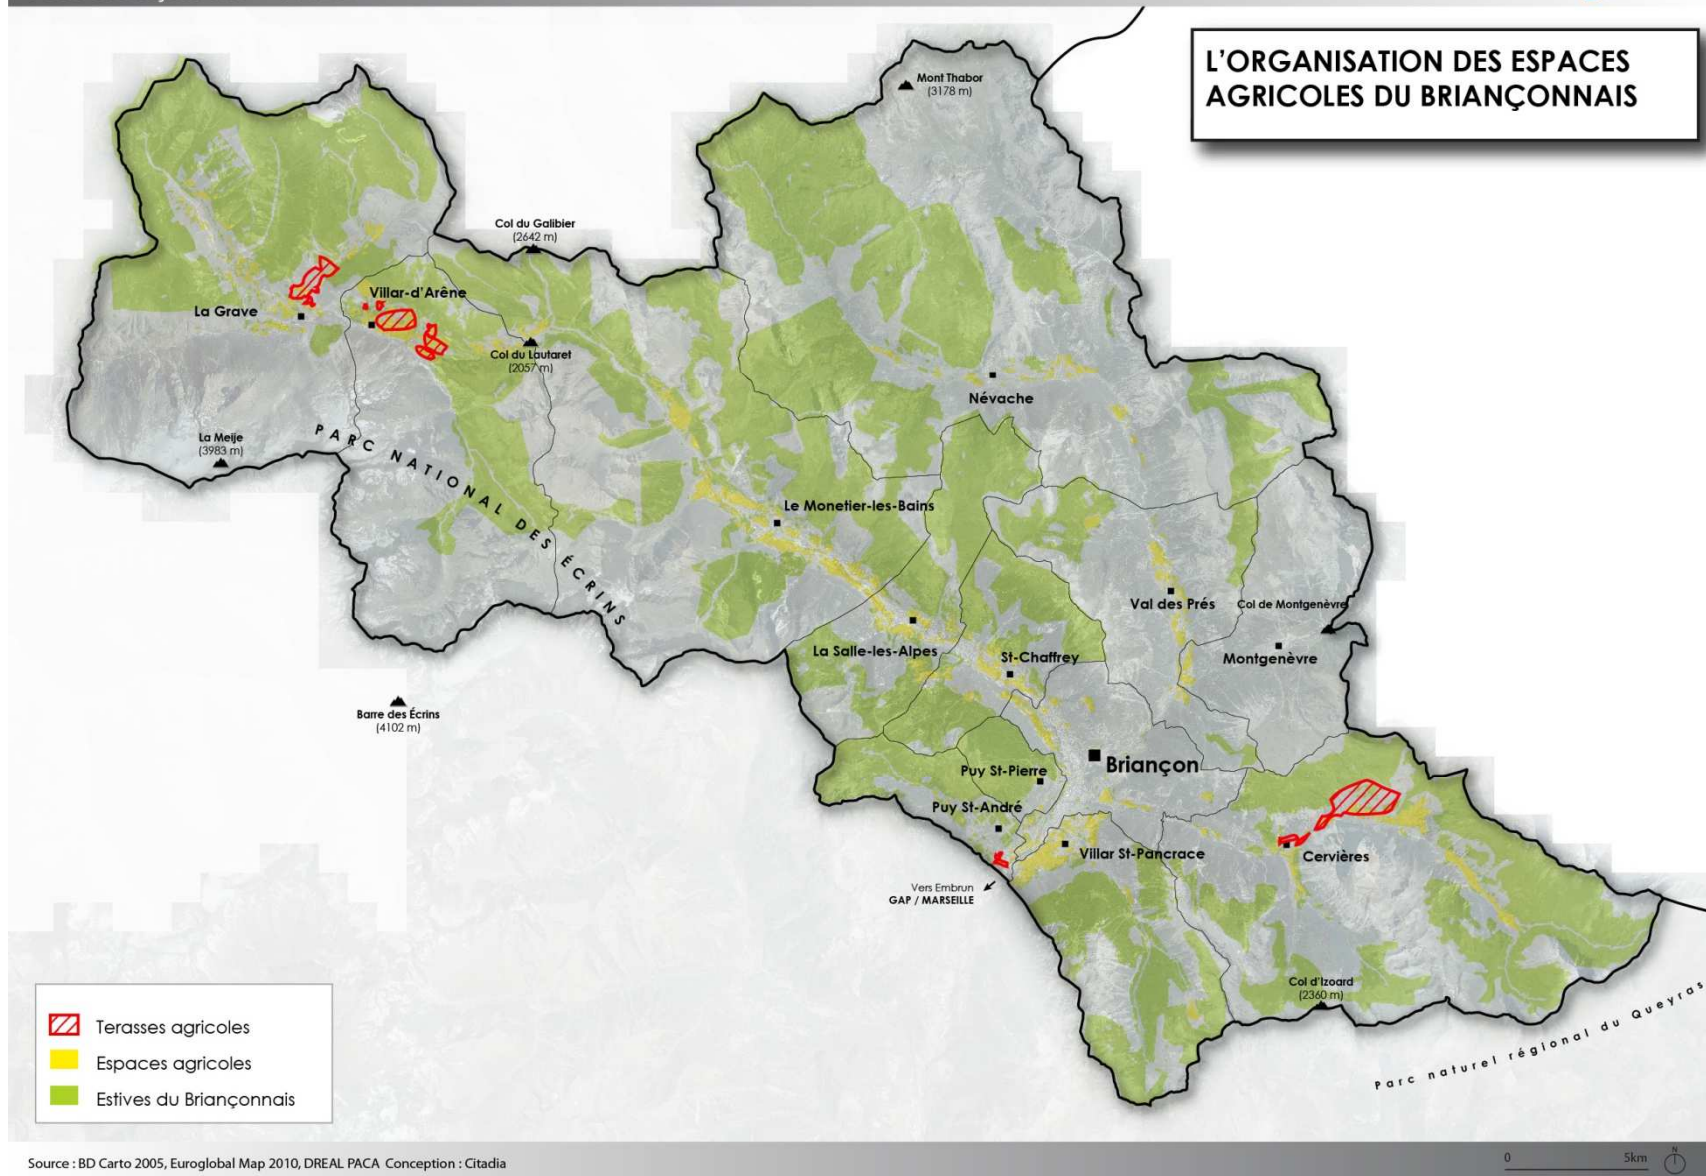 L'ORGANISATION DES ESPACES
AGRICOLES DU BRIANÇONNAIS
Mont Thabor
(3178 m)
Col du Galibier
(2642 m)
Villar-d'Arêne
La Grave
Col du Lautaret
(2057 m)
Névache
La Meije
(3983 m)
PARC NATIONAL DES ÉCRINS
Le Monetier-les-Bains
Val des Prés
Col de Montgenèvre
La Salle-les-Alpes
St-Chaffrey
Montgenèvre
Barre des Écrins
(4102 m)
Briançon
Puy St-Pierre
Puy St-André
Villar St-Pancrace
Cervières
Vers Embrun
GAP / MARSEILLE
Col d'Izoard
(2360 m)
Parc naturel régional du Queyras
Terasses agricoles
Espaces agricoles
Estives du Briançonnais
Source : BD Carto 2005, Euroglobal Map 2010, DREAL PACA Conception : Citadia
0 5km
N